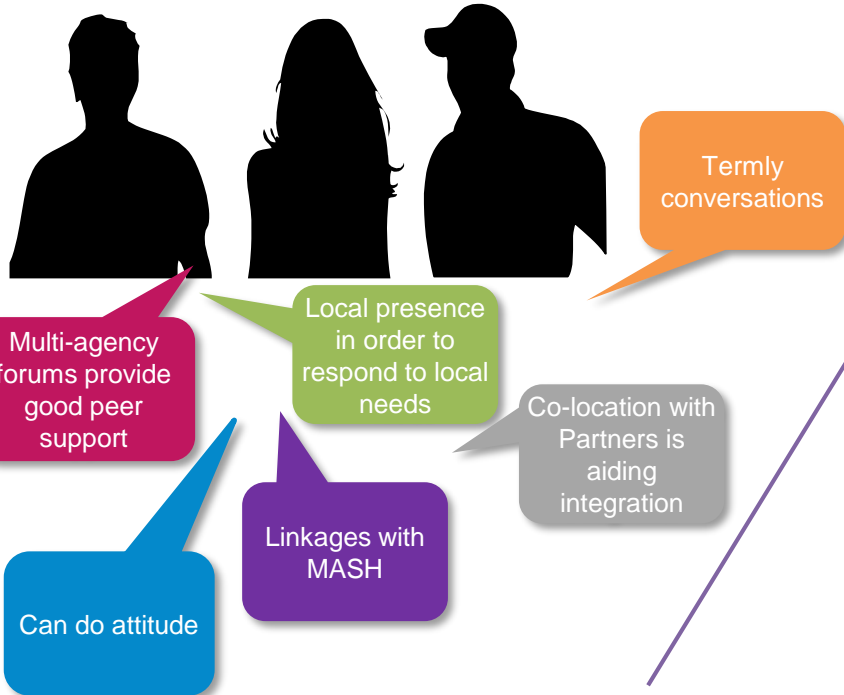 Termly
conversations
Multi-agency
forums provide
good peer
support
Local presence
in order to
respond to local
needs
Co-location with
Partners is
aiding
integration
Linkages with
MASH
Can do attitude